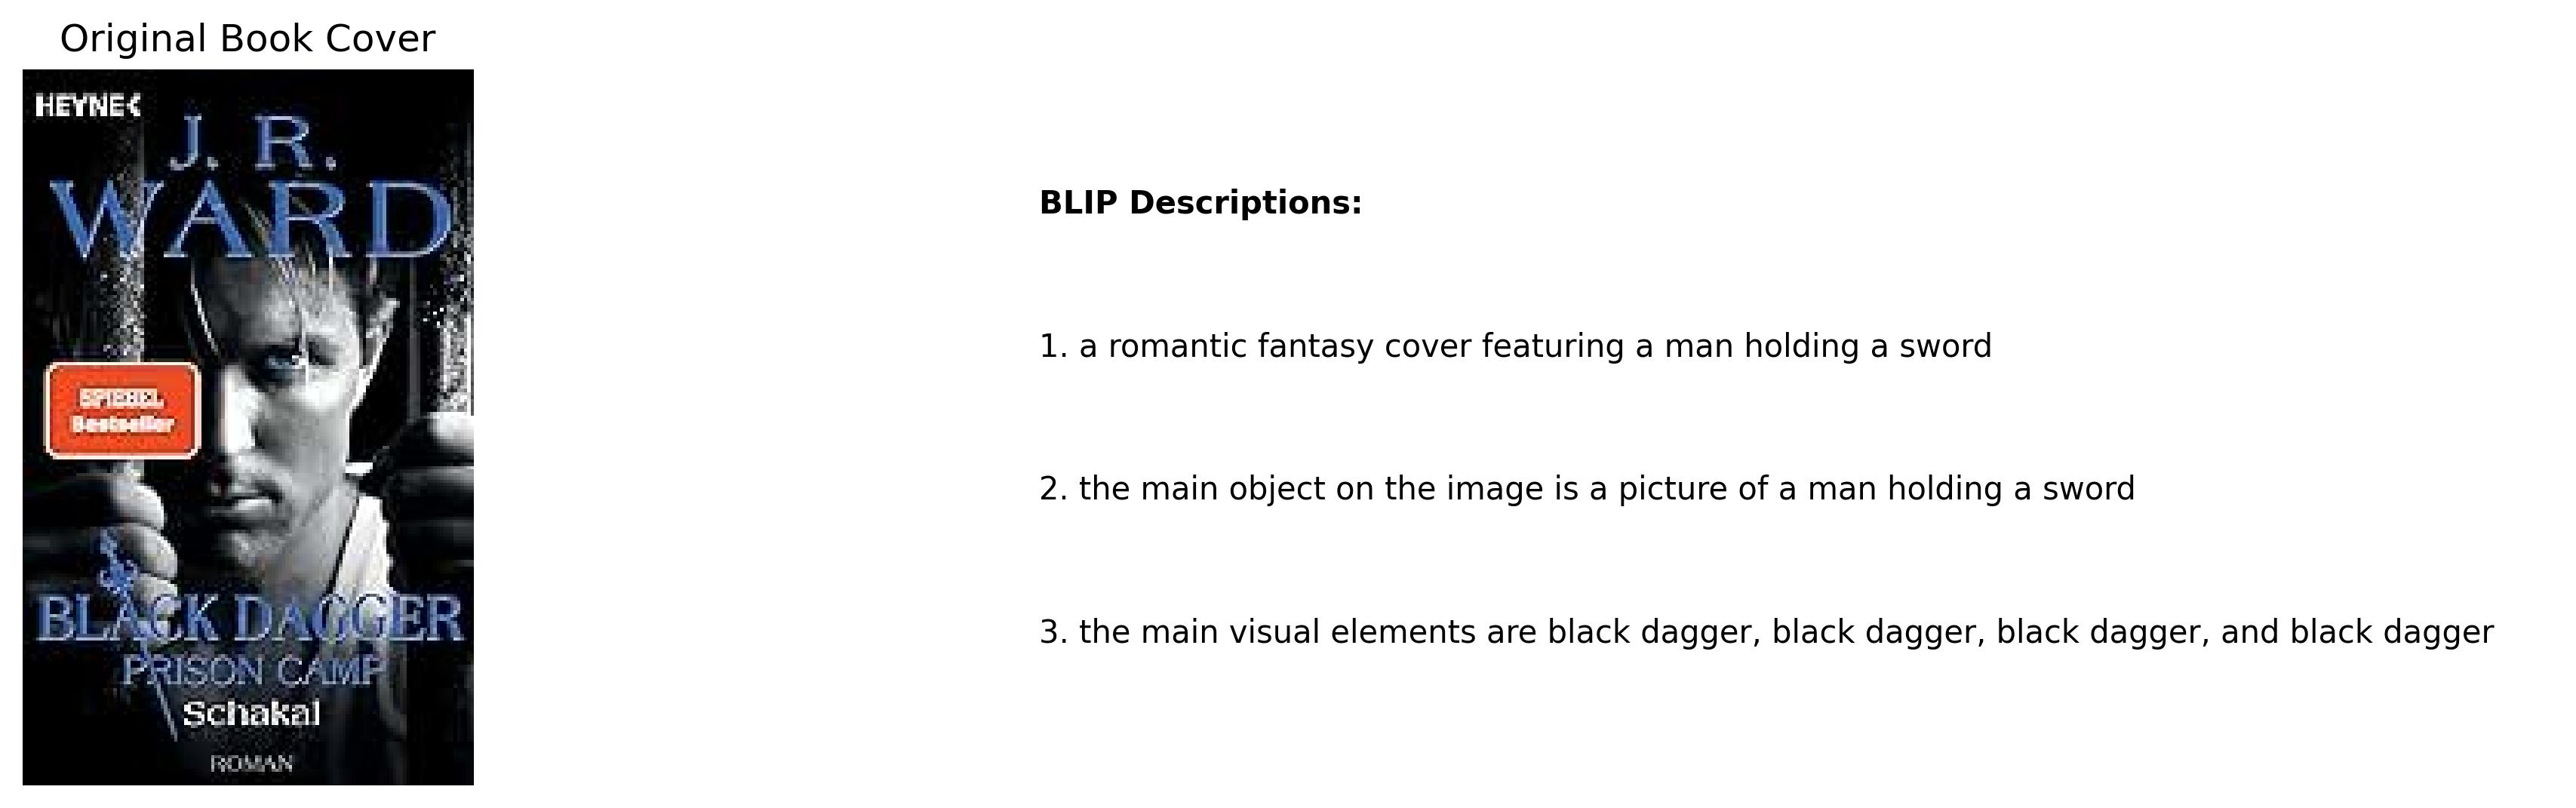 Original Book Cover
HEYNE<
J. R.
WARD
SPIEGEL
Bestseller
BLACK DAGGER
PRISON CAMP
Schakal
ROMAN
BLIP Descriptions:
1. a romantic fantasy cover featuring a man holding a sword
2. the main object on the image is a picture of a man holding a sword
3. the main visual elements are black dagger, black dagger, black dagger, and black dagger